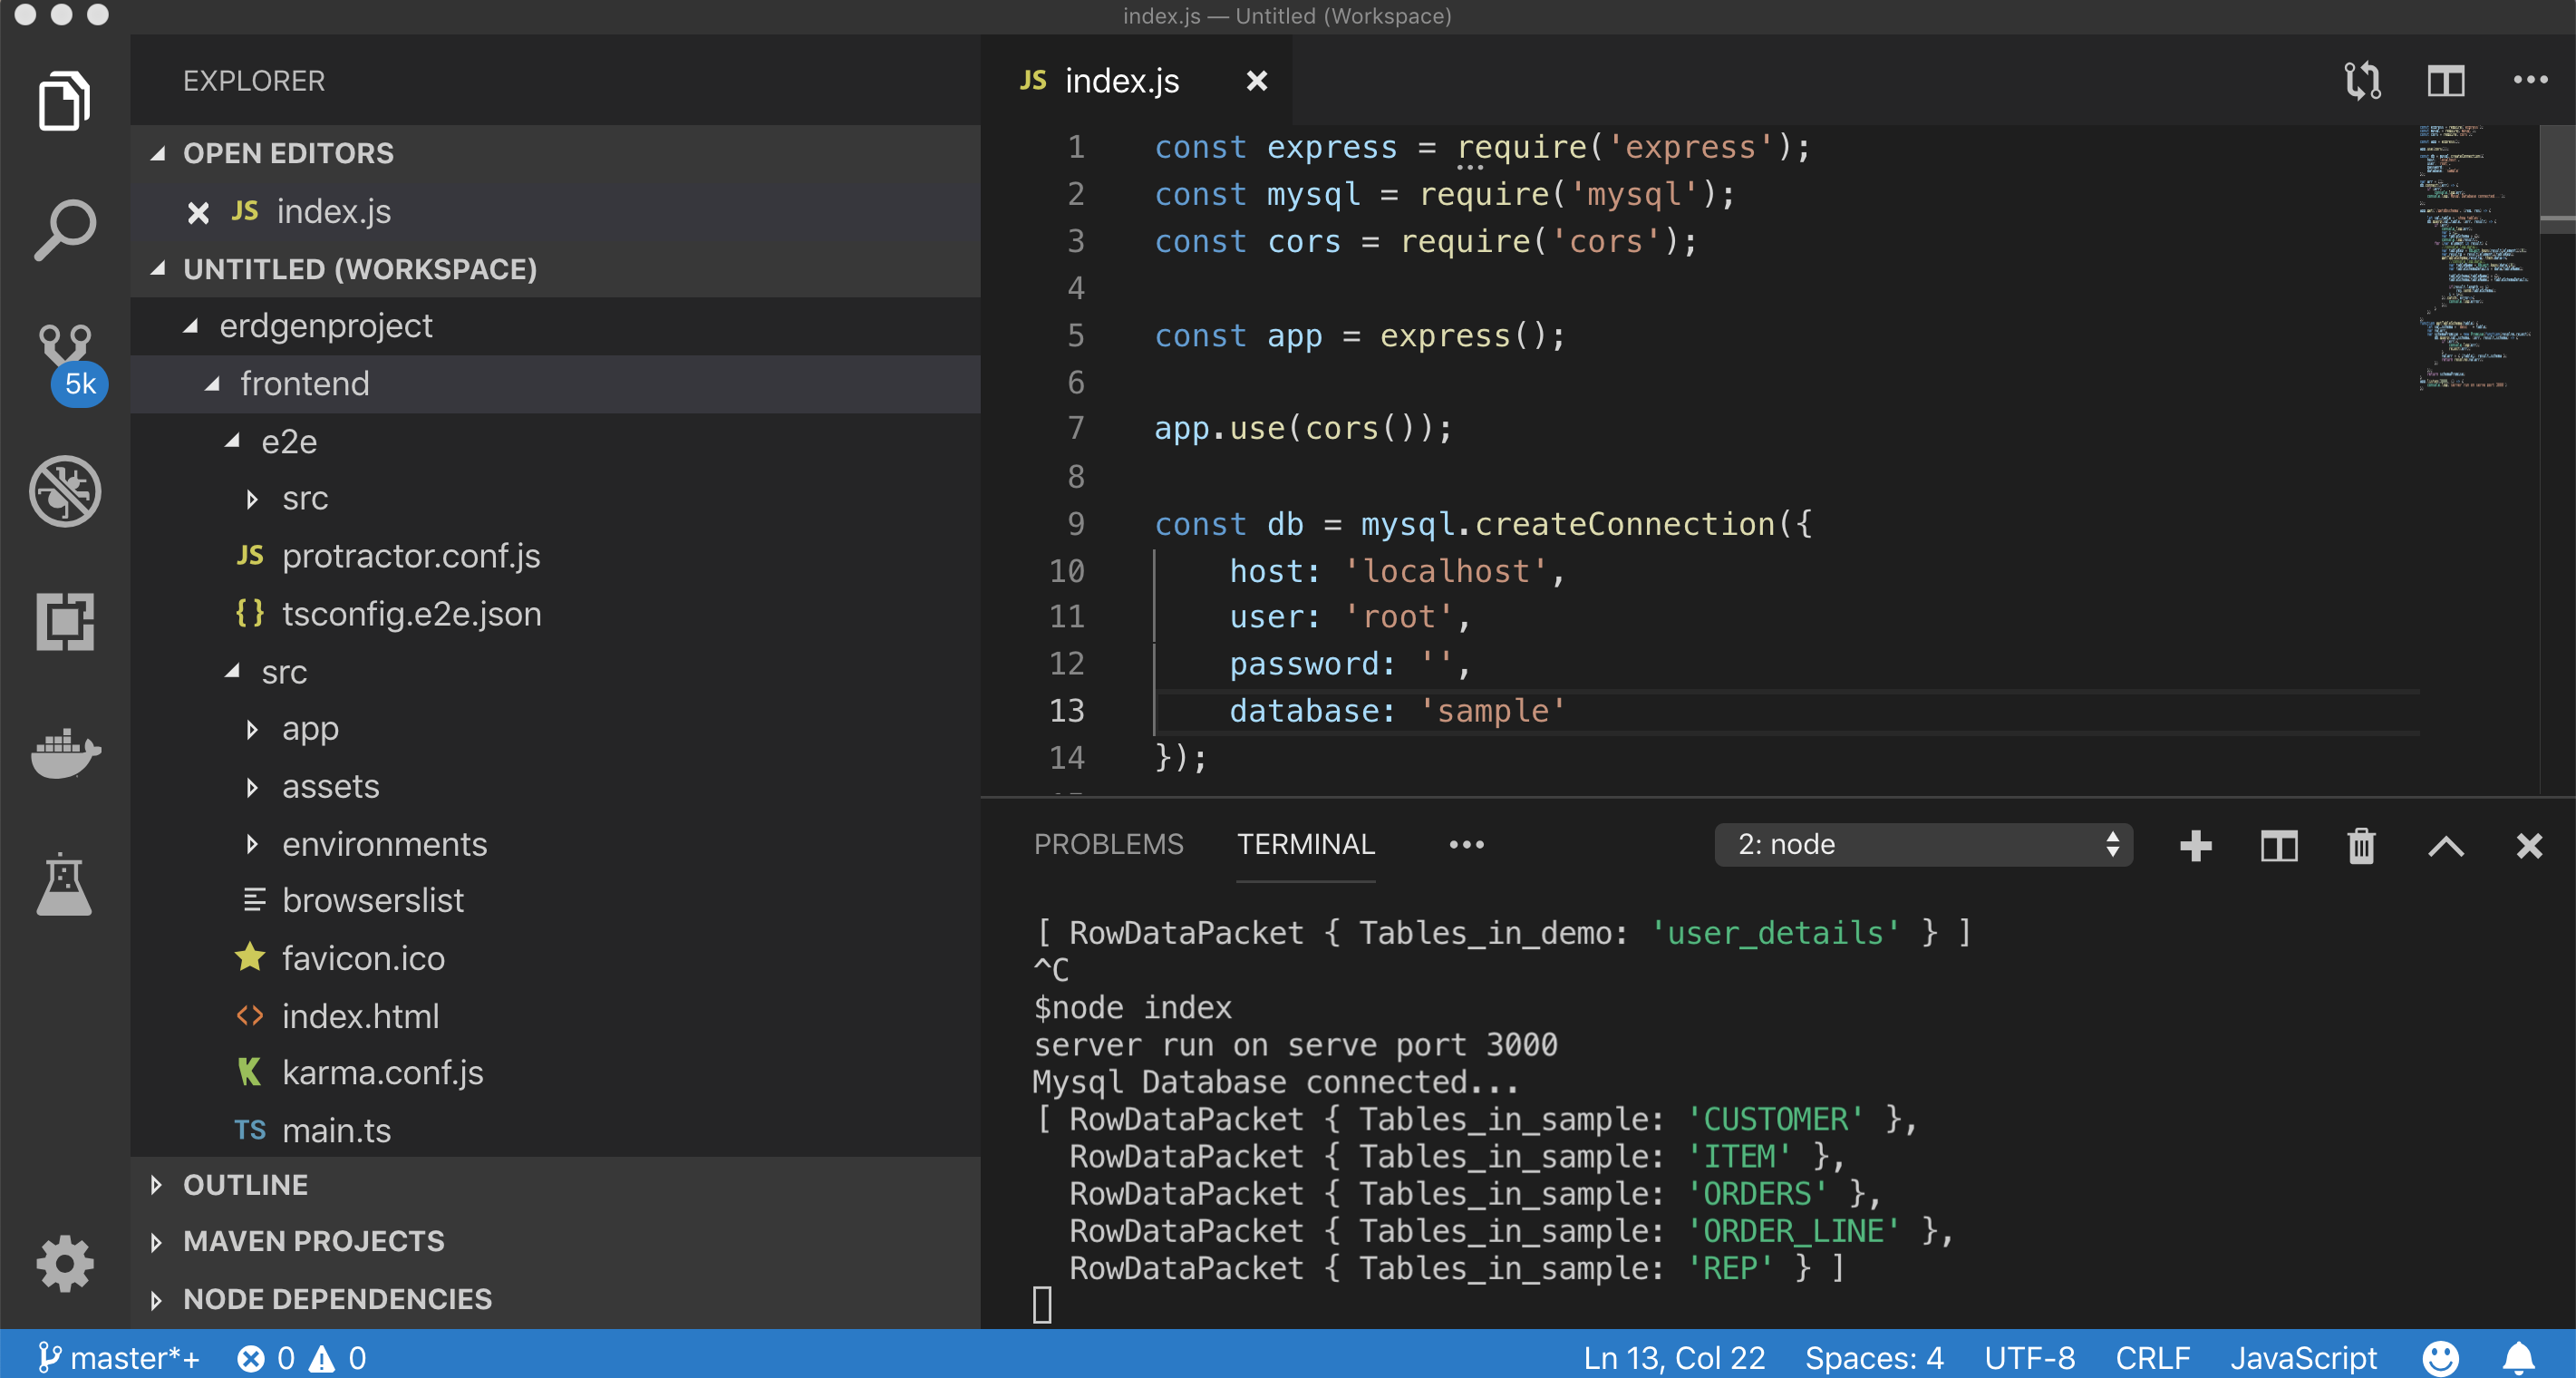 index.js — Untitled (Workspace)
EXPLORER
OPEN EDITORS
JS index.js
UNTITLED (WORKSPACE)
erdgenproject
frontend
e2e
src
JS protractor.conf.js
{} tsconfig.e2e.json
src
app
assets
environments
browserslist
favicon.ico
<> index.html
karma.conf.js
TS main.ts
OUTLINE
MAVEN PROJECTS
NODE DEPENDENCIES
5k
JS index.js
1 const express = require('express');
2 const mysql = require('mysql');
3 const cors = require('cors');
4
5 const app = express();
6
7 app.use(cors());
8
9 const db = mysql.createConnection({
10 host: 'localhost',
11 user: 'root',
12 password: '',
13 database: 'sample'
14 });
PROBLEMS TERMINAL 2: node
[ RowDataPacket { Tables_in_demo: 'user_details' } ]
^C
$node index
server run on serve port 3000
Mysql Database connected...
[ RowDataPacket { Tables_in_sample: 'CUSTOMER' },
RowDataPacket { Tables_in_sample: 'ITEM' },
RowDataPacket { Tables_in_sample: 'ORDERS' },
RowDataPacket { Tables_in_sample: 'ORDER_LINE' },
RowDataPacket { Tables_in_sample: 'REP' } ]
master*+ 0 0 Ln 13, Col 22 Spaces: 4 UTF-8 CRLF JavaScript